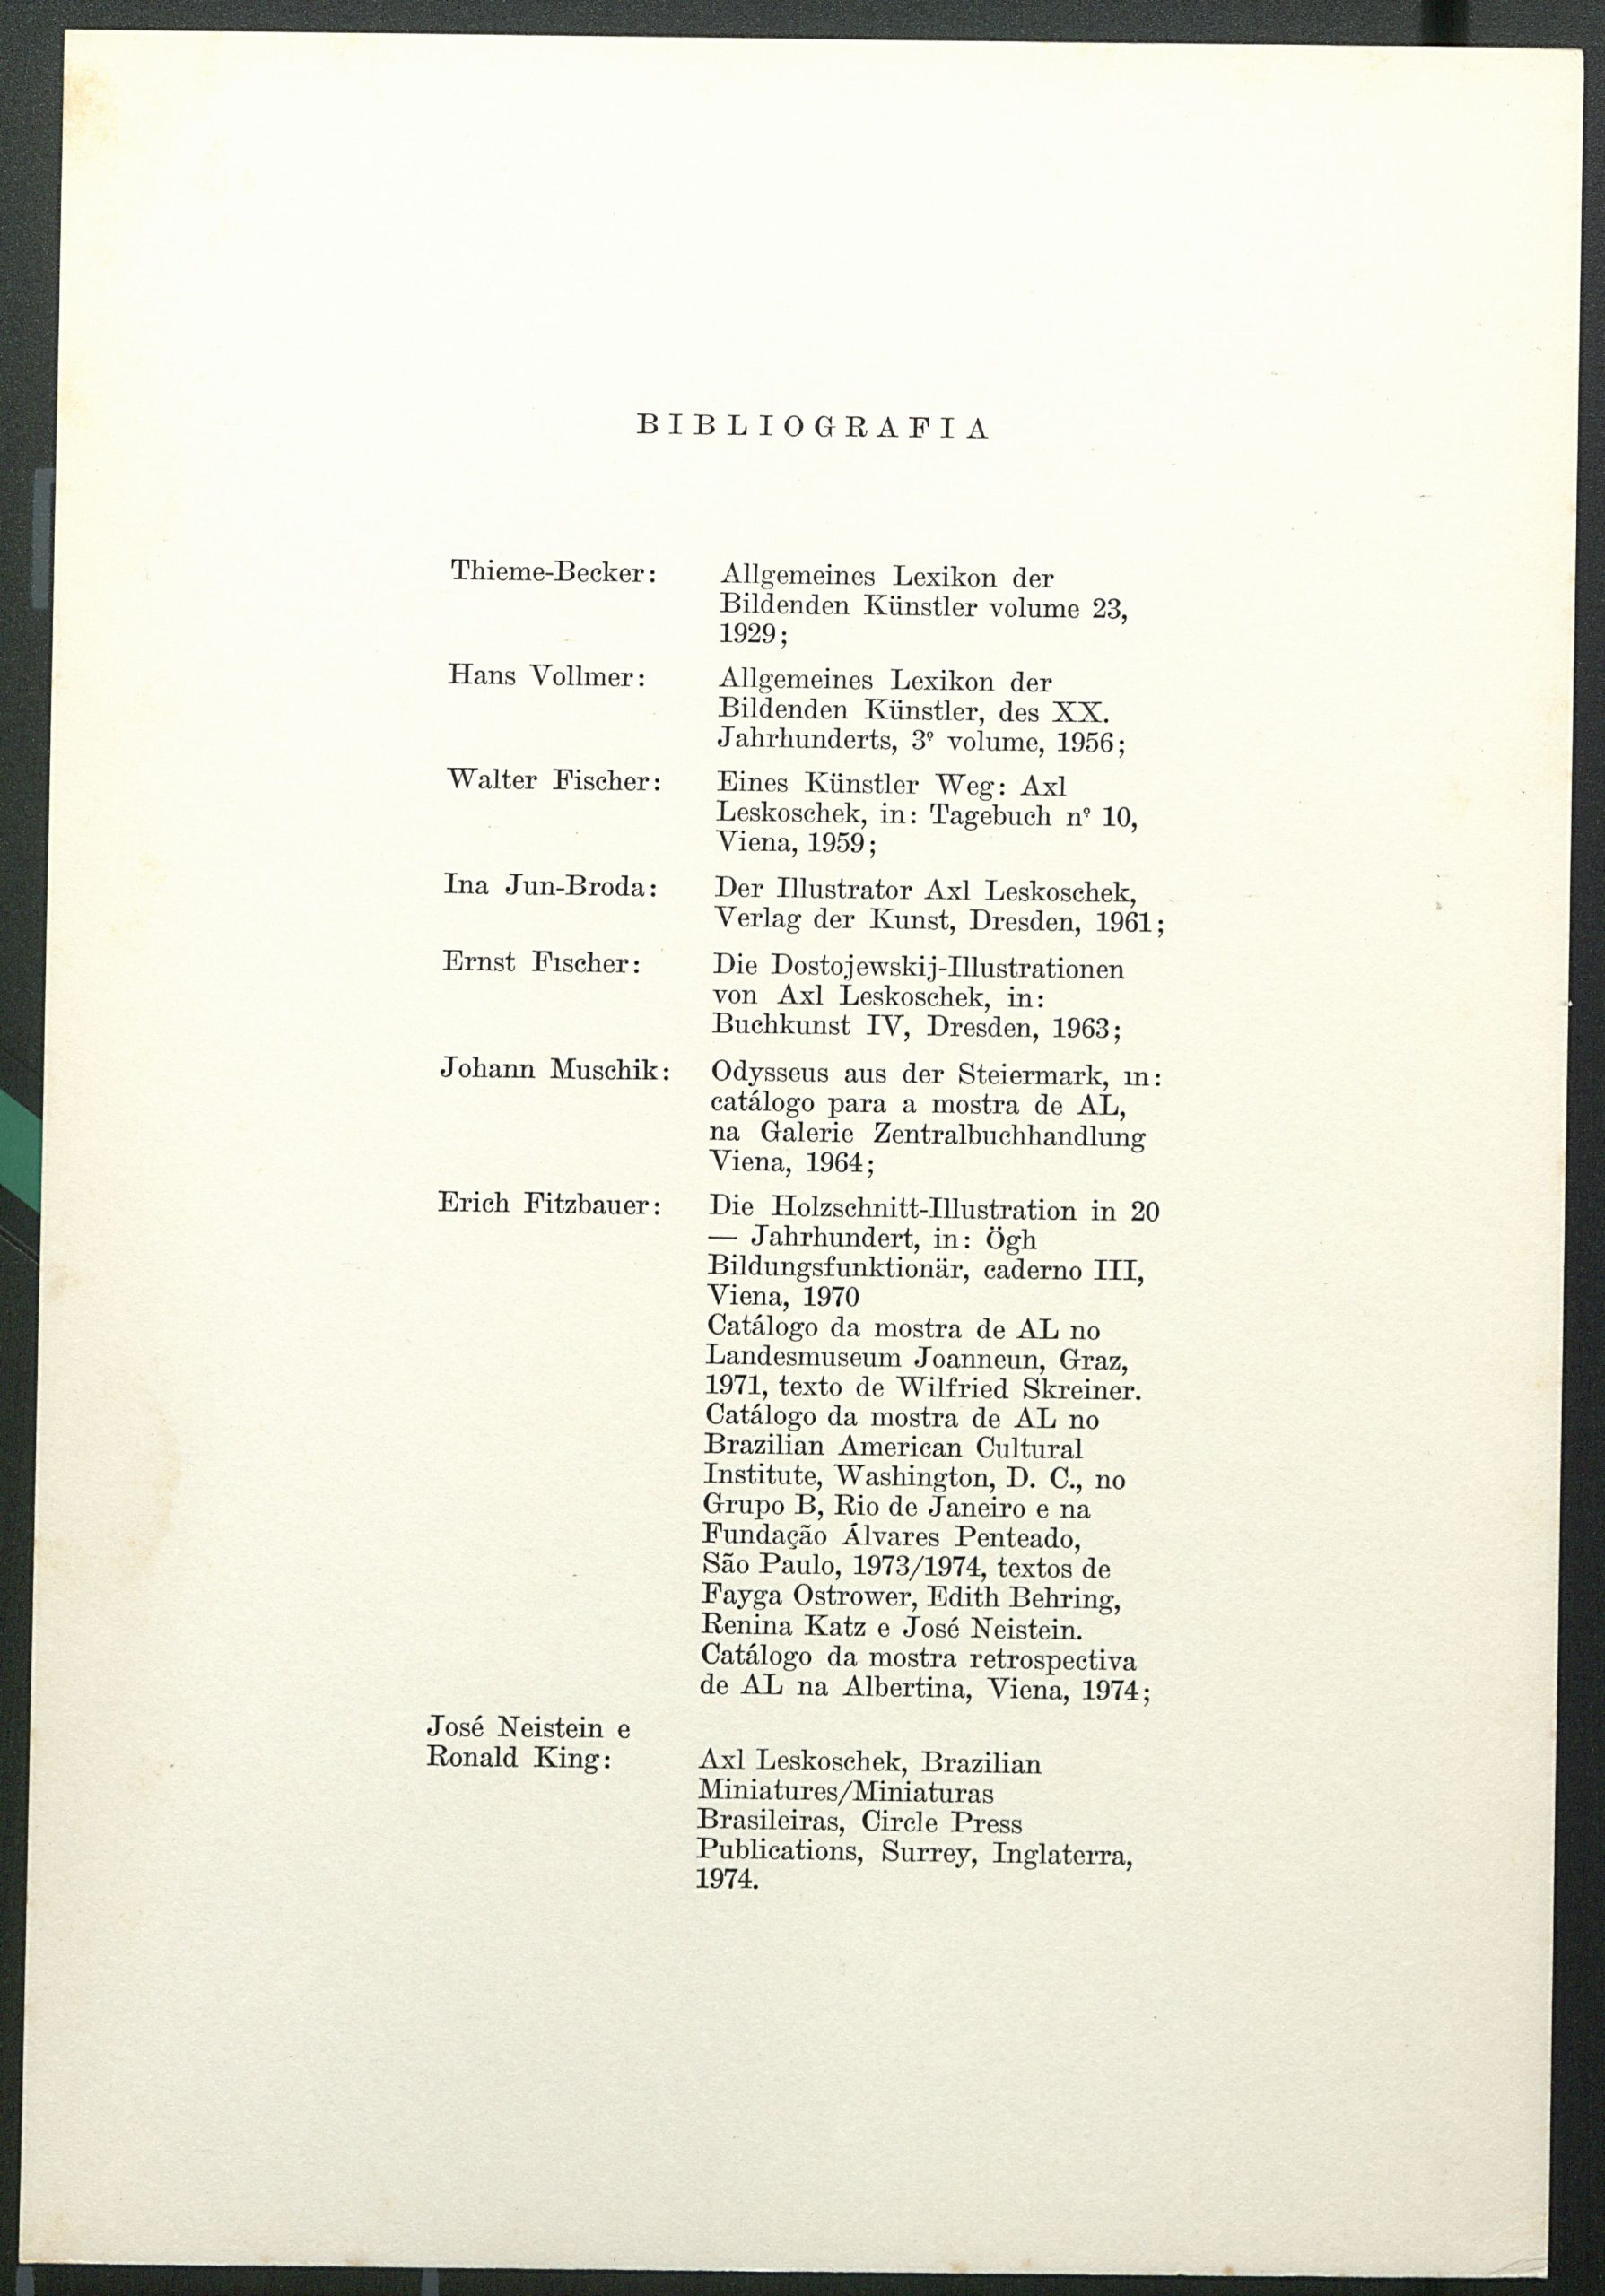 BIBLIOGRAFIA
Thieme-Becker: Allgemeines Lexikon der
Bildenden Künstler volume 23,
1929;
Hans Vollmer: Allgemeines Lexikon der
Bildenden Künstler, des XX.
Jahrhunderts, 3º volume, 1956;
Walter Fischer: Eines Künstler Weg: Axl
Leskoschek, in: Tagebuch nº 10,
Viena, 1959;
Ina Jun-Broda: Der Illustrator Axl Leskoschek,
Verlag der Kunst, Dresden, 1961;
Ernst Fischer: Die Dostojewskij-Illustrationen
von Axl Leskoschek, in:
Buchkunst IV, Dresden, 1963;
Johann Muschik: Odysseus aus der Steiermark, in:
catálogo para a mostra de AL,
na Galerie Zentralbuchhandlung
Viena, 1964;
Erich Fitzbauer: Die Holzschnitt-Illustration in 20
— Jahrhundert, in: Ögh
Bildungsfunktionär, caderno III,
Viena, 1970
Catálogo da mostra de AL no
Landesmuseum Joanneun, Graz,
1971, texto de Wilfried Skreiner.
Catálogo da mostra de AL no
Brazilian American Cultural
Institute, Washington, D. C., no
Grupo B, Rio de Janeiro e na
Fundação Álvares Penteado,
São Paulo, 1973/1974, textos de
Fayga Ostrower, Edith Behring,
Renina Katz e José Neistein.
Catálogo da mostra retrospectiva
de AL na Albertina, Viena, 1974;
José Neistein e
Ronald King: Axl Leskoschek, Brazilian
Miniatures/Miniaturas
Brasileiras, Circle Press
Publications, Surrey, Inglaterra,
1974.